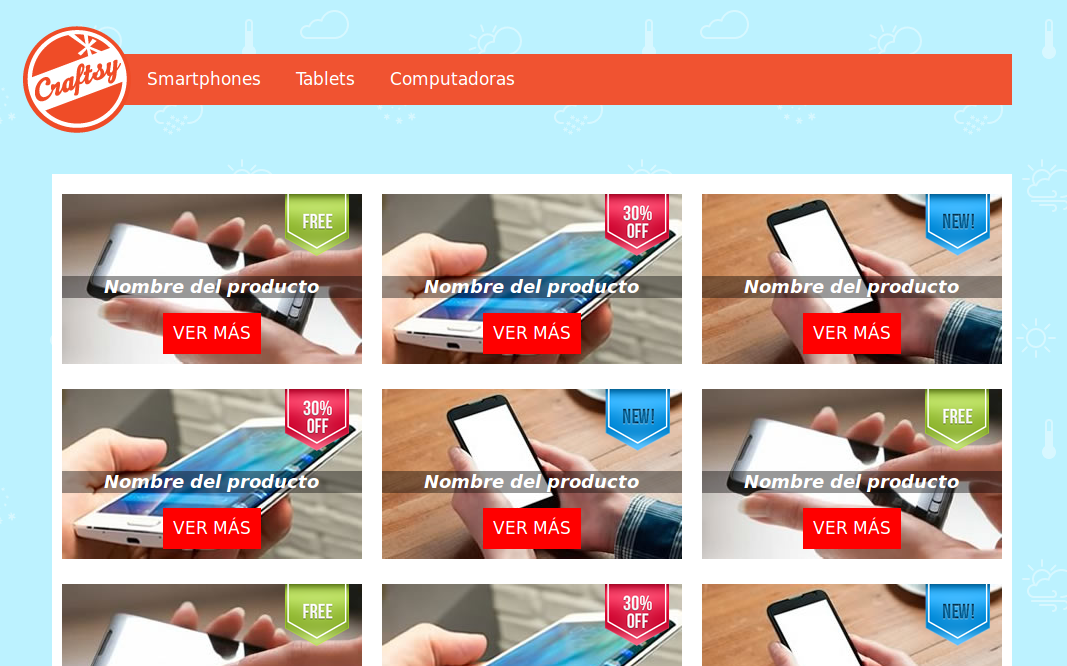 Craftsy
Smartphones Tablets Computadoras
FREE
Nombre del producto
VER MÁS
30%
OFF
Nombre del producto
VER MÁS
NEW!
Nombre del producto
VER MÁS
30%
OFF
Nombre del producto
VER MÁS
NEW!
Nombre del producto
VER MÁS
FREE
Nombre del producto
VER MÁS
FREE
30%
OFF
NEW!